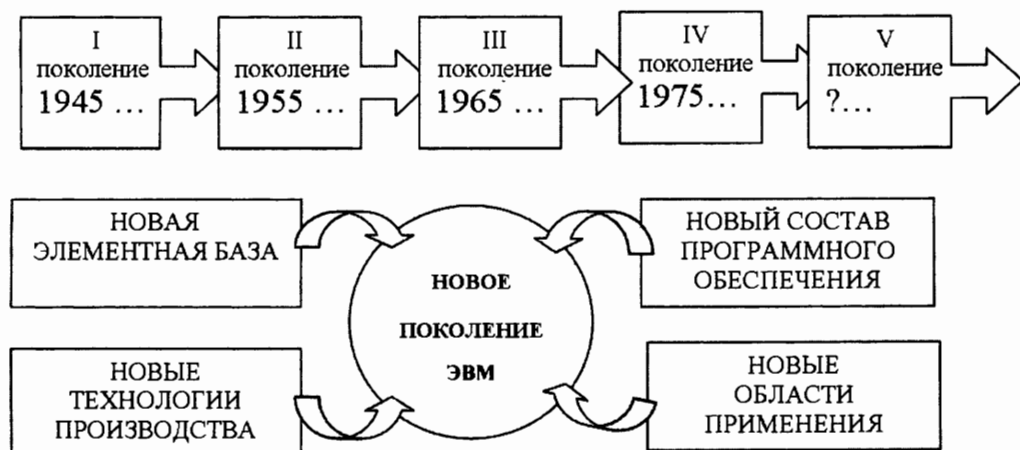 I
поколение
1945 ...
II
поколение
1955 ...
III
поколение
1965 ...
IV
поколение
1975...
V
поколение
?...
НОВАЯ
ЭЛЕМЕНТНАЯ БАЗА
НОВЫЙ СОСТАВ
ПРОГРАММНОГО
ОБЕСПЕЧЕНИЯ
НОВОЕ
ПОКОЛЕНИЕ
ЭВМ
НОВЫЕ
ТЕХНОЛОГИИ
ПРОИЗВОДСТВА
НОВЫЕ
ОБЛАСТИ
ПРИМЕНЕНИЯ